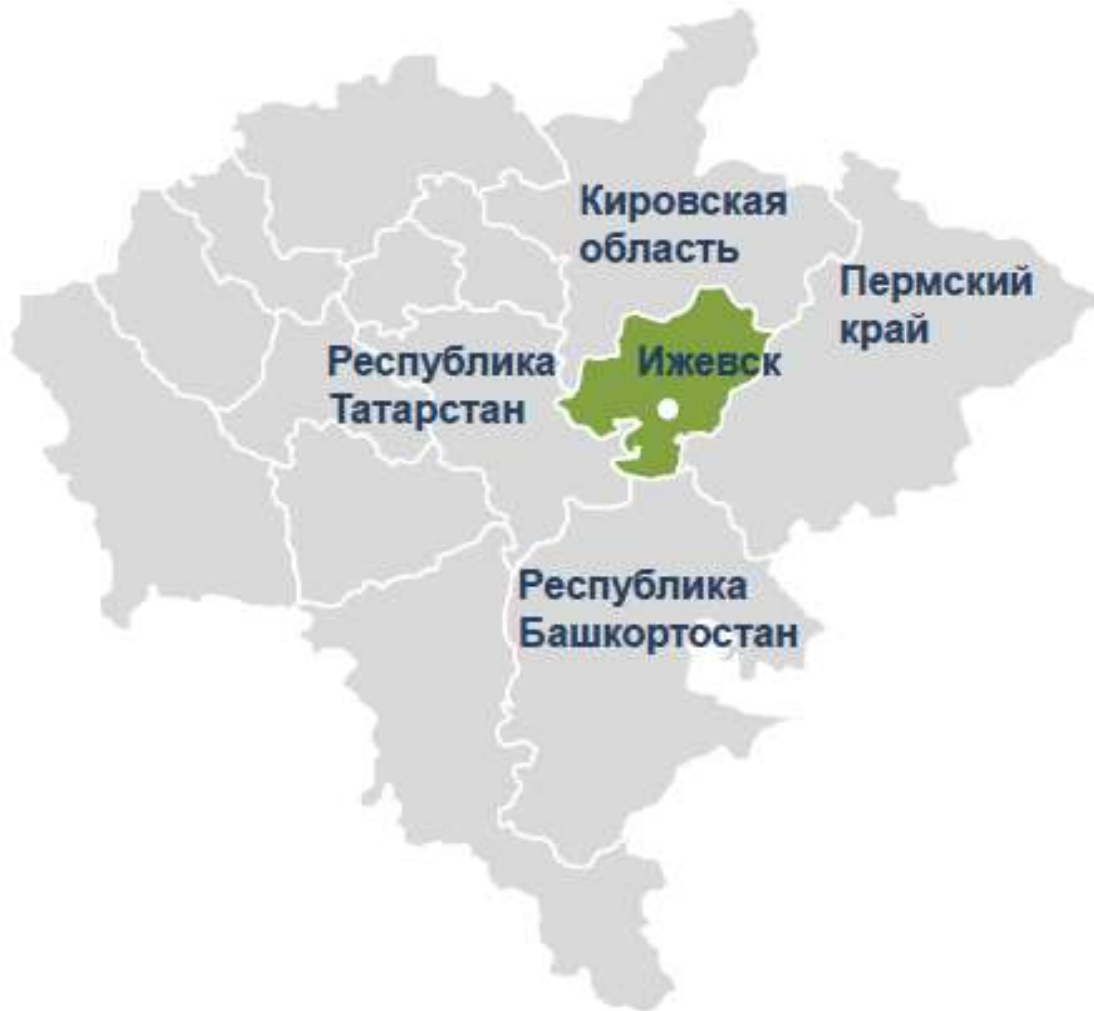 Кировская
область
Пермский
край
Республика
Татарстан
Ижевск
Республика
Башкортостан